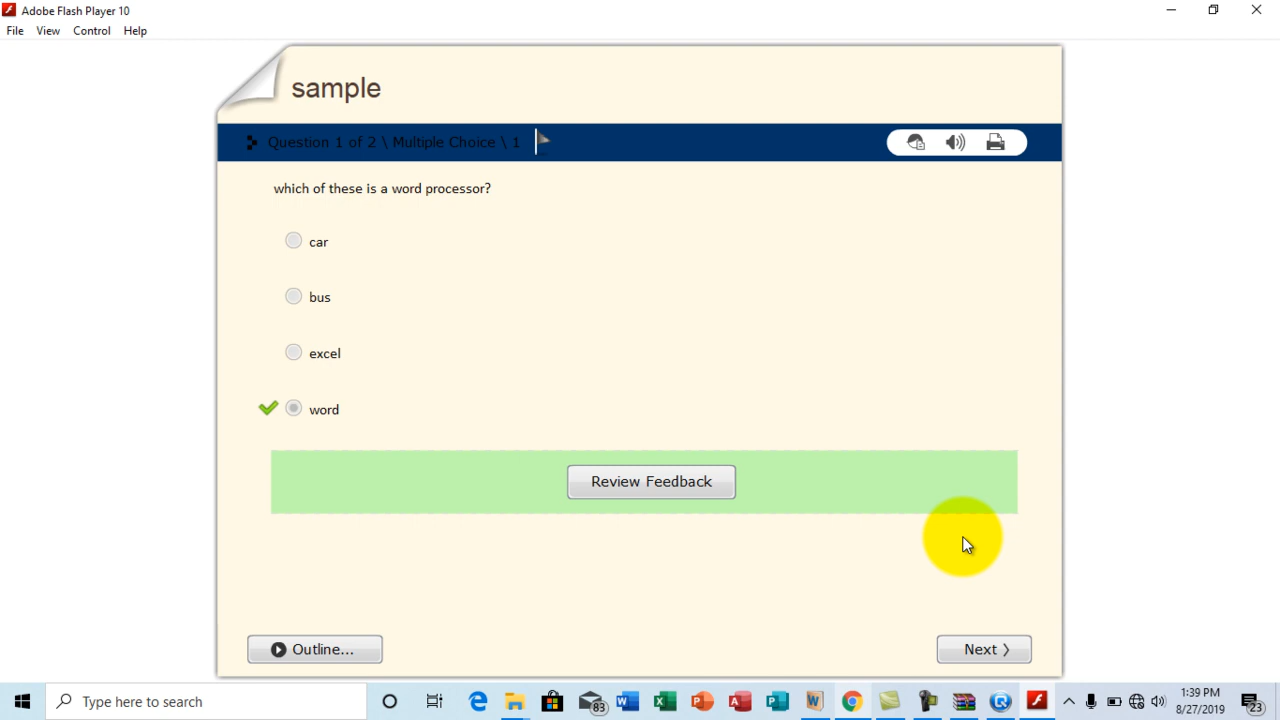 Adobe Flash Player 10
File View Control Help
sample
Question 1 of 2 \ Multiple Choice \ 1
which of these is a word processor?
car
bus
excel
word
Review Feedback
Outline...
Next
Type here to search
83
1:39 PM
8/27/2019
23